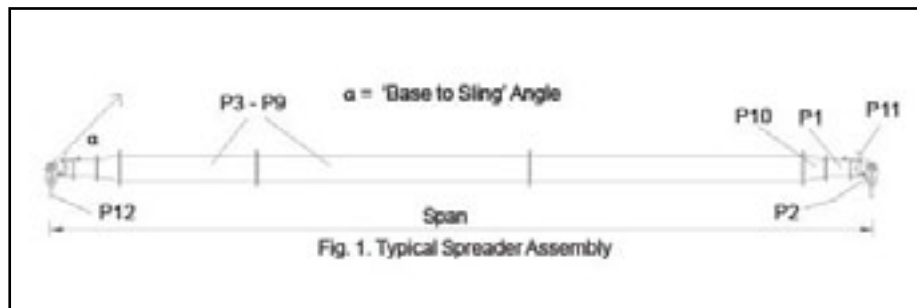 α = 'Base to Sling' Angle
P3 - P9
P10
P1
P11
α
P12
P2
Span
Fig. 1. Typical Spreader Assembly